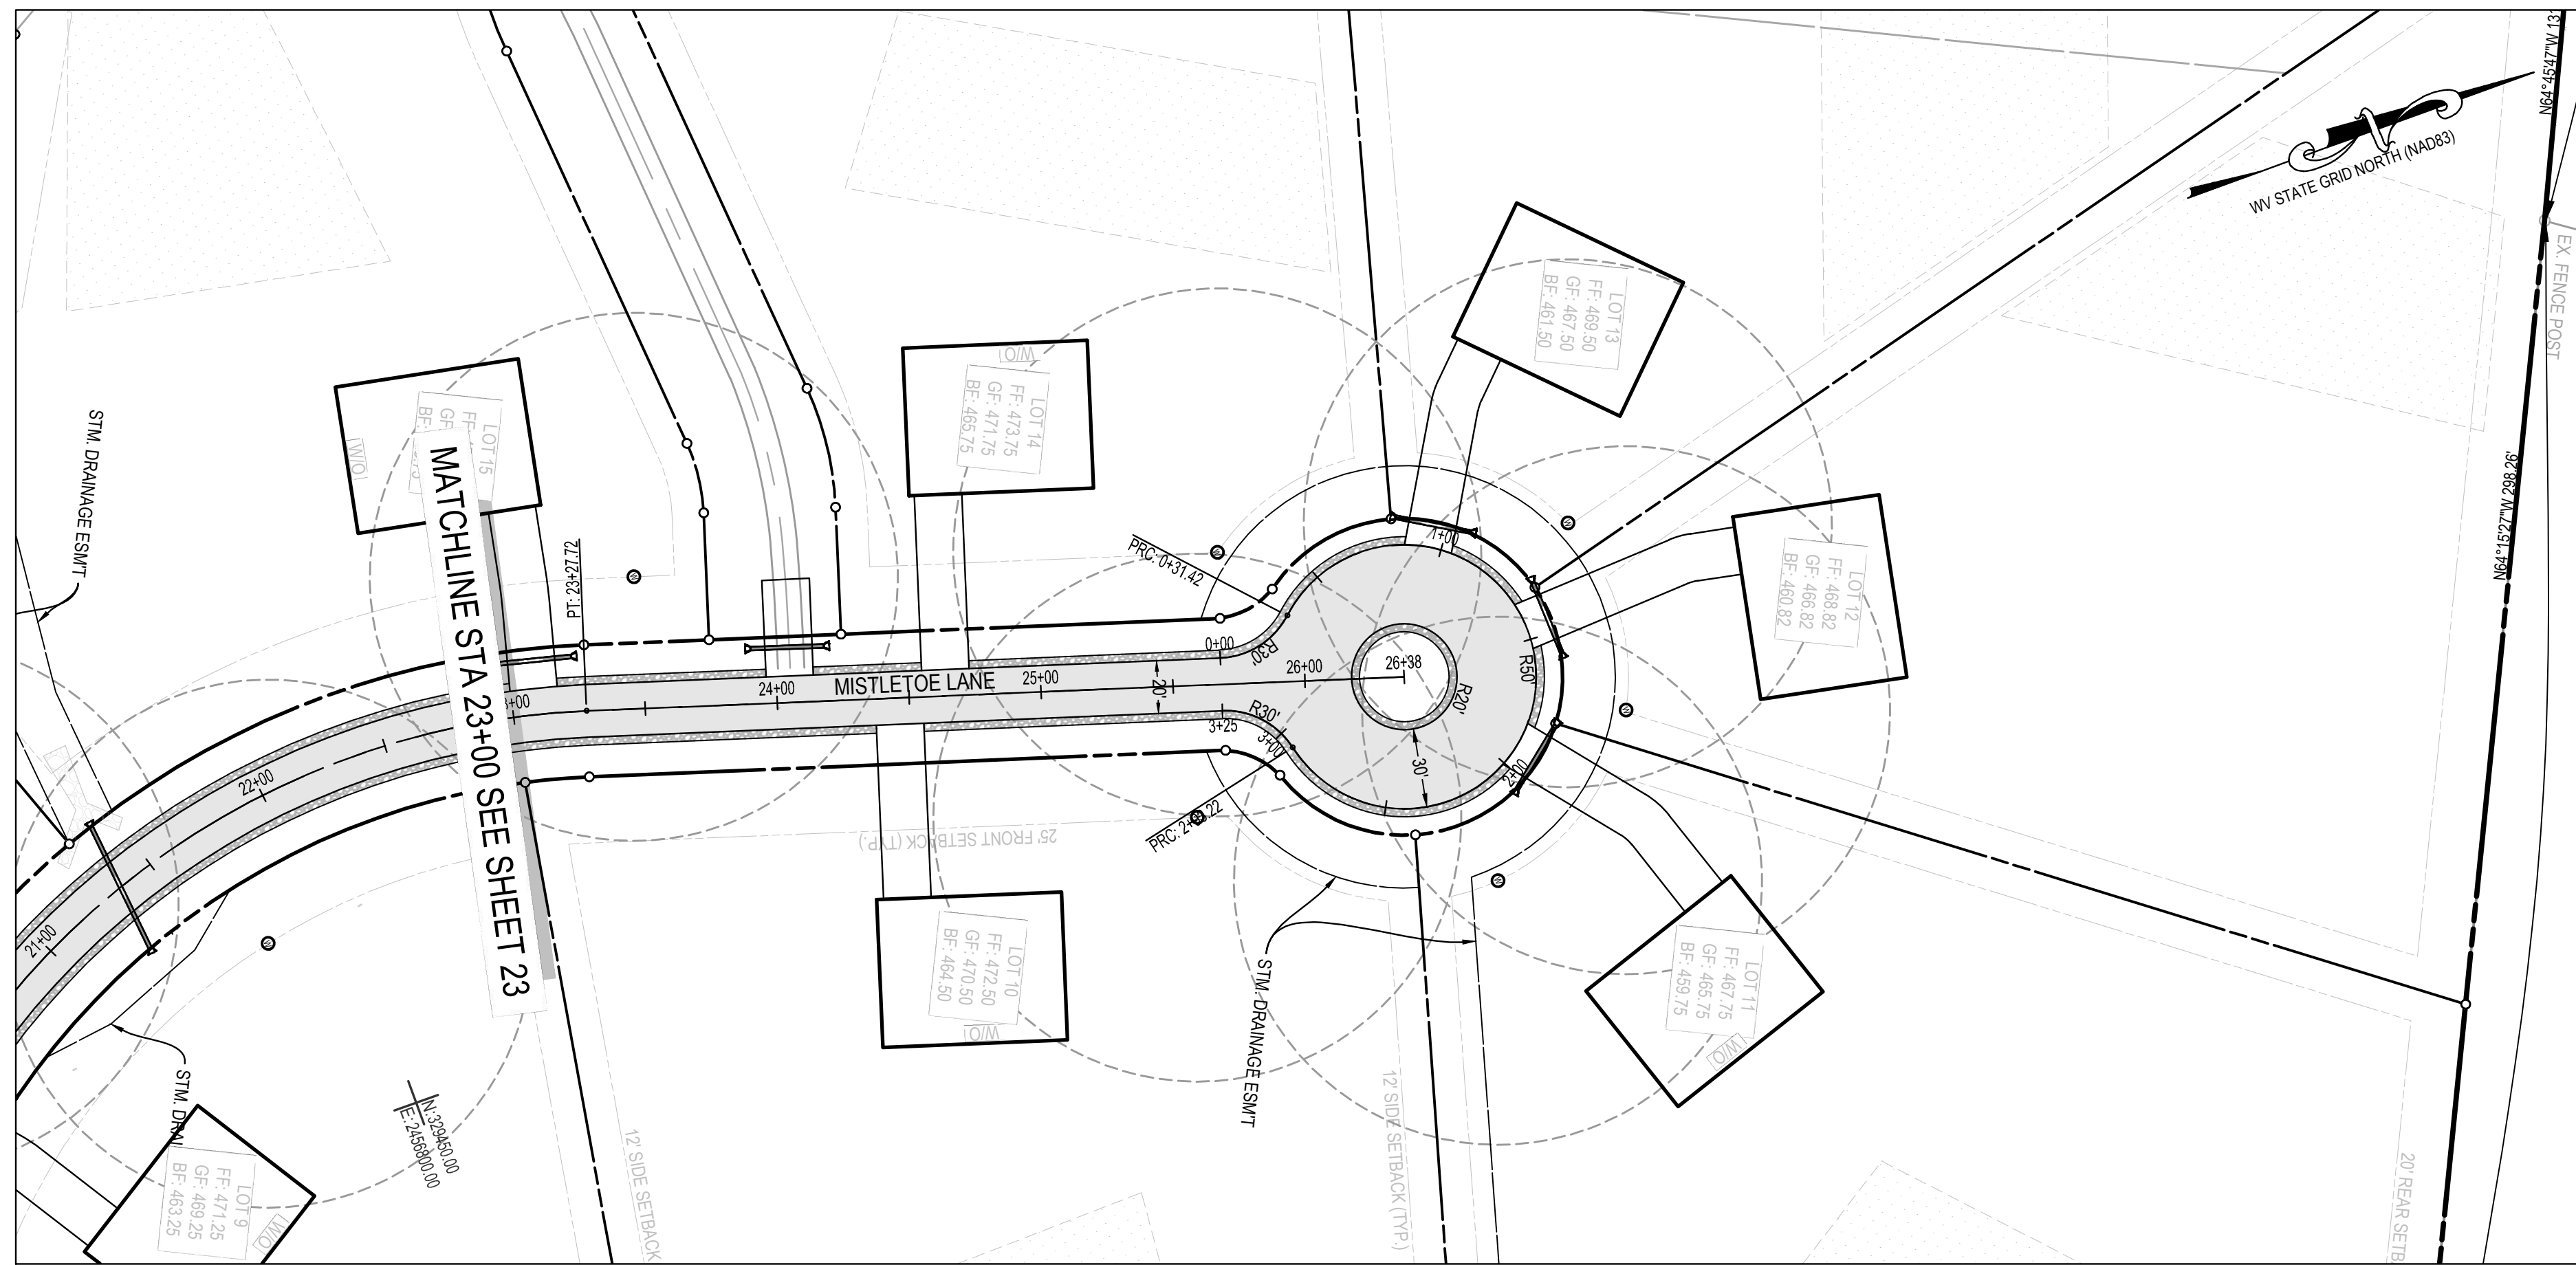 N64°45'47"W 13
WV STATE GRID NORTH (NAD83)
EX. FENCE POST
N64°15'27"W 298.26'
LOT 13
FF: 469.50
GF: 467.50
BF: 461.50
W/O
LOT 14
FF: 473.75
GF: 471.75
BF: 465.75
LOT 15
FF:
GF:
BF:
W/O
STM. DRAINAGE ESM'T
MATCHLINE STA 23+00 SEE SHEET 23
PT: 23+27.72
PRC: 0+31.42
1+00
LOT 12
FF: 468.82
GF: 466.82
BF: 460.82
0+00
R30'
R50'
26+38
26+00
25+00
MISTLETOE LANE
24+00
20'
R20'
R30'
3+25
3+00
30'
2+00
22+00
21+00
25' FRONT SETBACK (TYP.)
LOT 10
FF: 472.50
GF: 470.50
BF: 464.50
W/O
LOT 11
FF: 467.75
GF: 465.75
BF: 459.75
W/O
STM. DRAINAGE ESM'T
STM. DRAI
N:329450.00
E:2456800.00
LOT 9
FF: 471.25
GF: 469.25
BF: 463.25
W/O
12' SIDE SETBACK
12' SIDE SETBACK (TYP.)
20' REAR SETB